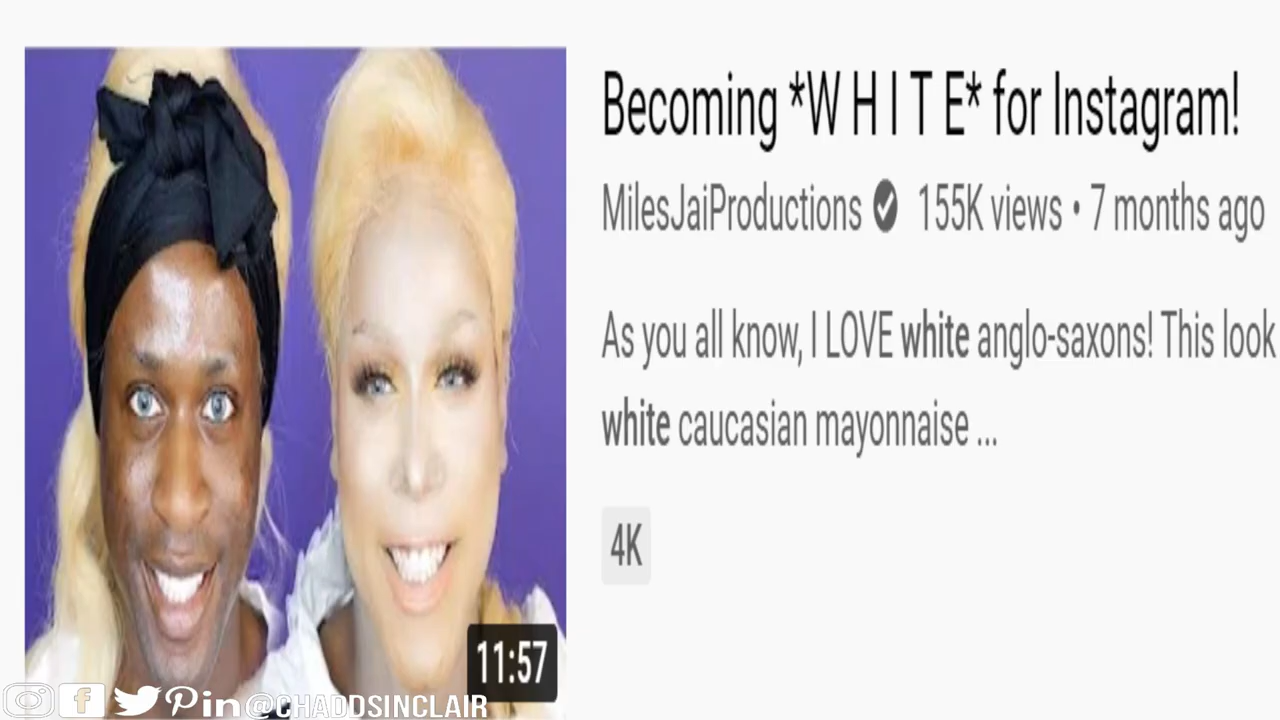 Becoming *W H I T E* for Instagram!
MilesJaiProductions 155K views • 7 months ago
As you all know, I LOVE white anglo-saxons! This look
white caucasian mayonnaise ...
4K
11:57
Pin@CHADDSINCLAIR